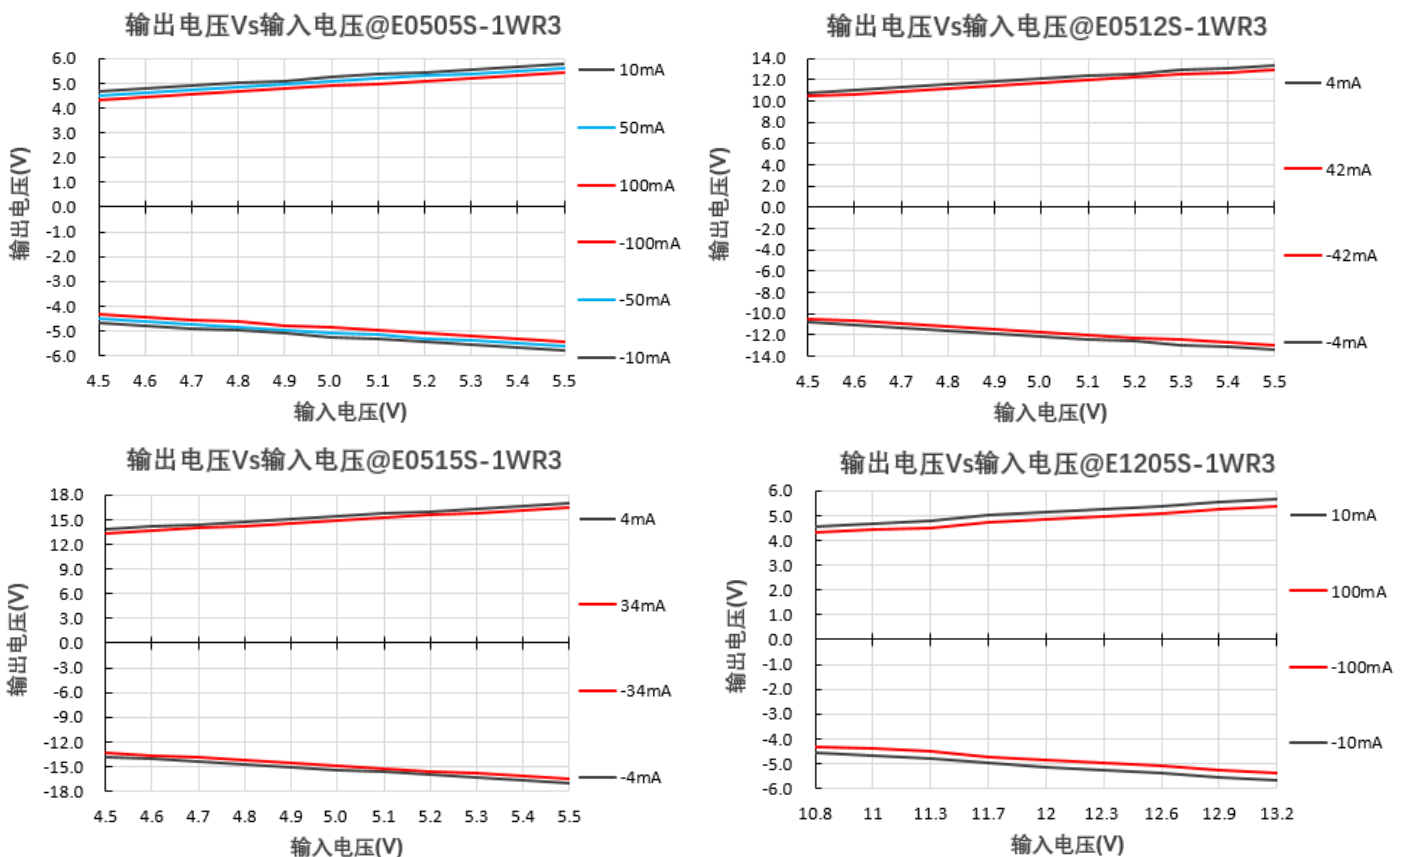 输出电压Vs输入电压@E0505S-1WR3
6.0
5.0
4.0
3.0
2.0
1.0
0.0
-1.0
-2.0
-3.0
-4.0
-5.0
-6.0
输出电压(V)
4.5 4.6 4.7 4.8 4.9 5.0 5.1 5.2 5.3 5.4 5.5
输入电压(V)
10mA
50mA
100mA
-100mA
-50mA
-10mA
输出电压Vs输入电压@E0512S-1WR3
14.0
12.0
10.0
8.0
6.0
4.0
2.0
0.0
-2.0
-4.0
-6.0
-8.0
-10.0
-12.0
-14.0
输出电压(V)
4.5 4.6 4.7 4.8 4.9 5.0 5.1 5.2 5.3 5.4 5.5
输入电压(V)
4mA
42mA
-42mA
-4mA
输出电压Vs输入电压@E0515S-1WR3
18.0
15.0
12.0
9.0
6.0
3.0
0.0
-3.0
-6.0
-9.0
-12.0
-15.0
-18.0
输出电压(V)
4.5 4.6 4.7 4.8 4.9 5.0 5.1 5.2 5.3 5.4 5.5
输入电压(V)
4mA
34mA
-34mA
-4mA
输出电压Vs输入电压@E1205S-1WR3
6.0
5.0
4.0
3.0
2.0
1.0
0.0
-1.0
-2.0
-3.0
-4.0
-5.0
-6.0
输出电压(V)
10.8 11 11.3 11.7 12 12.3 12.6 12.9 13.2
输入电压(V)
10mA
100mA
-100mA
-10mA